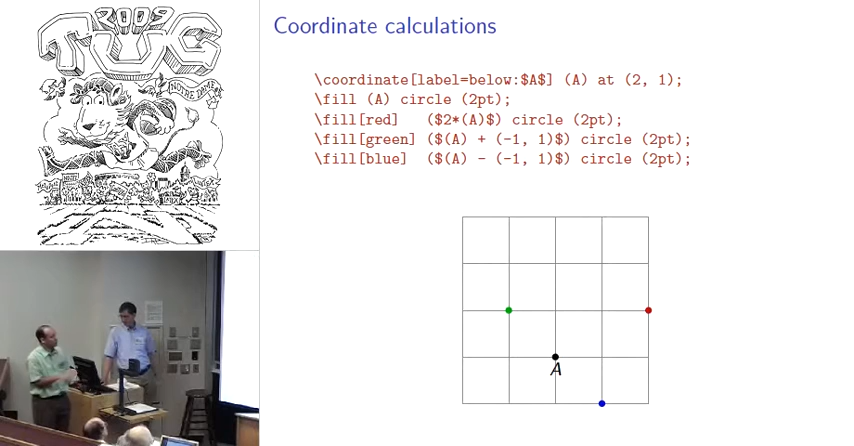 2009
TUG
NOTRE DAME
Coordinate calculations
\coordinate[label=below:$A$] (A) at (2, 1);
\fill (A) circle (2pt);
\fill[red] ($2*(A)$) circle (2pt);
\fill[green] ($(A) + (-1, 1)$) circle (2pt);
\fill[blue] ($(A) - (-1, 1)$) circle (2pt);
A